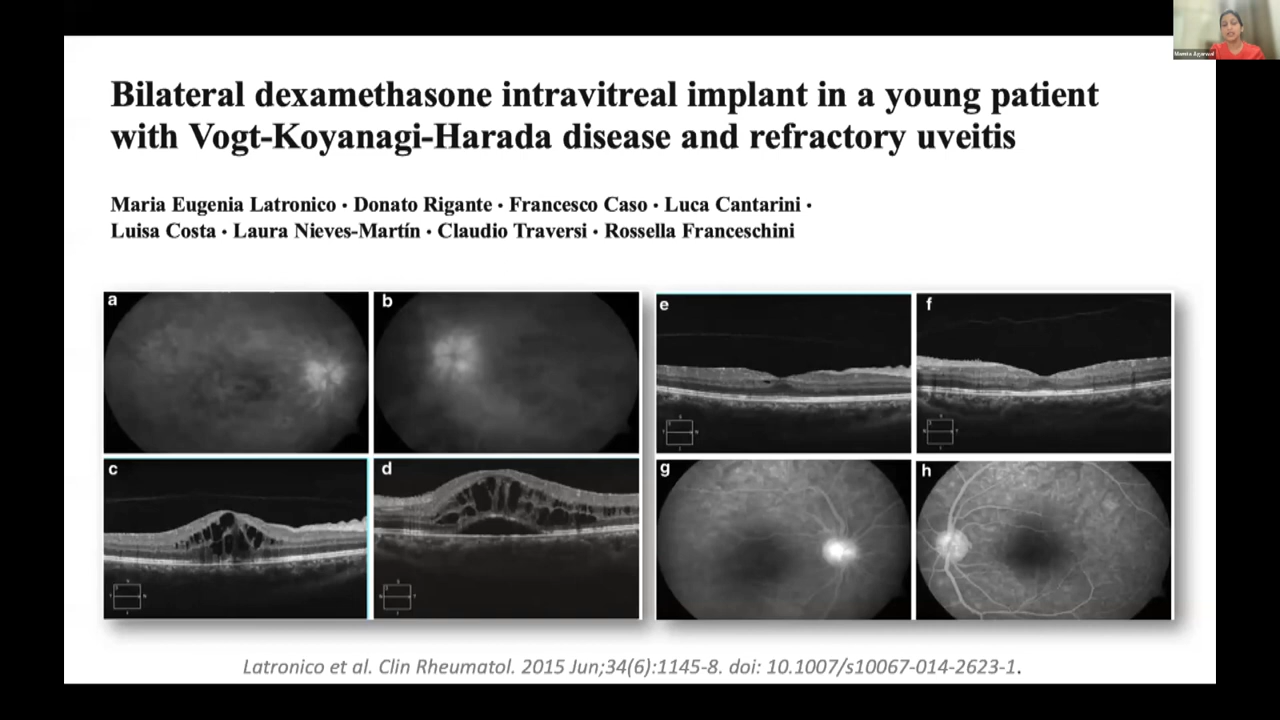 Mamta Agarwal
Bilateral dexamethasone intravitreal implant in a young patient
with Vogt-Koyanagi-Harada disease and refractory uveitis
Maria Eugenia Latronico · Donato Rigante · Francesco Caso · Luca Cantarini ·
Luisa Costa · Laura Nieves-Martín · Claudio Traversi · Rossella Franceschini
a
b
e
f
c
d
g
h
Latronico et al. Clin Rheumatol. 2015 Jun;34(6):1145-8. doi: 10.1007/s10067-014-2623-1.